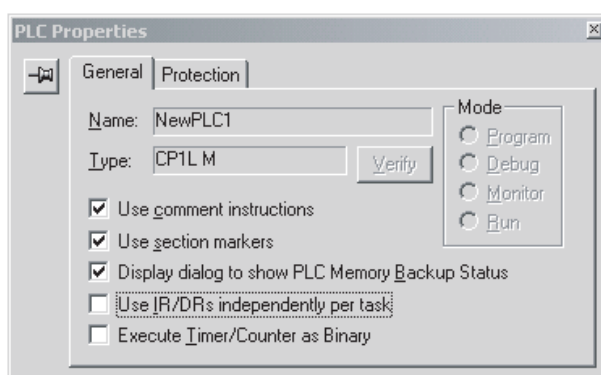 PLC Properties
General
Protection
Name: NewPLC1
Type: CP1L M
Verify
Mode
Program
Debug
Monitor
Run
Use comment instructions
Use section markers
Display dialog to show PLC Memory Backup Status
Use IR/DRs independently per task
Execute Timer/Counter as Binary